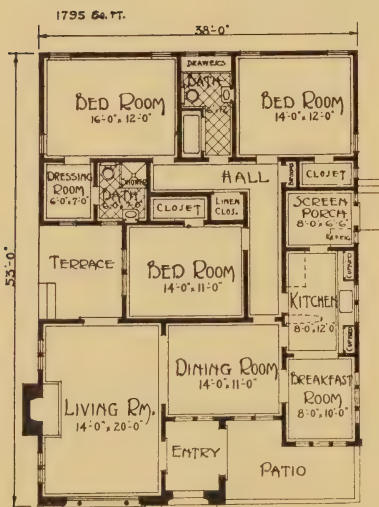 1795 Sq. FT.
38'-0"
53'-0"
DRAWERS
BATH
BED ROOM
16'-0" x 12'-0"
BED ROOM
14'-0" x 12'-0"
HALL
DRESSING
ROOM
6'-0" x 7'-0"
SHOWER
BATH
CLOSET
LINEN
CLOS.
CLOSET
SCREEN
PORCH
8'-0" x 6'-6"
REFRIG.
TERRACE
BED ROOM
14'-0" x 11'-0"
KITCHEN
8'-0" 12'-0"
DINING ROOM
14'-0" x 11'-0"
BREAKFAST
ROOM
8'-0" x 10'-0"
LIVING RM.
14'-0" x 20'-0"
ENTRY
PATIO